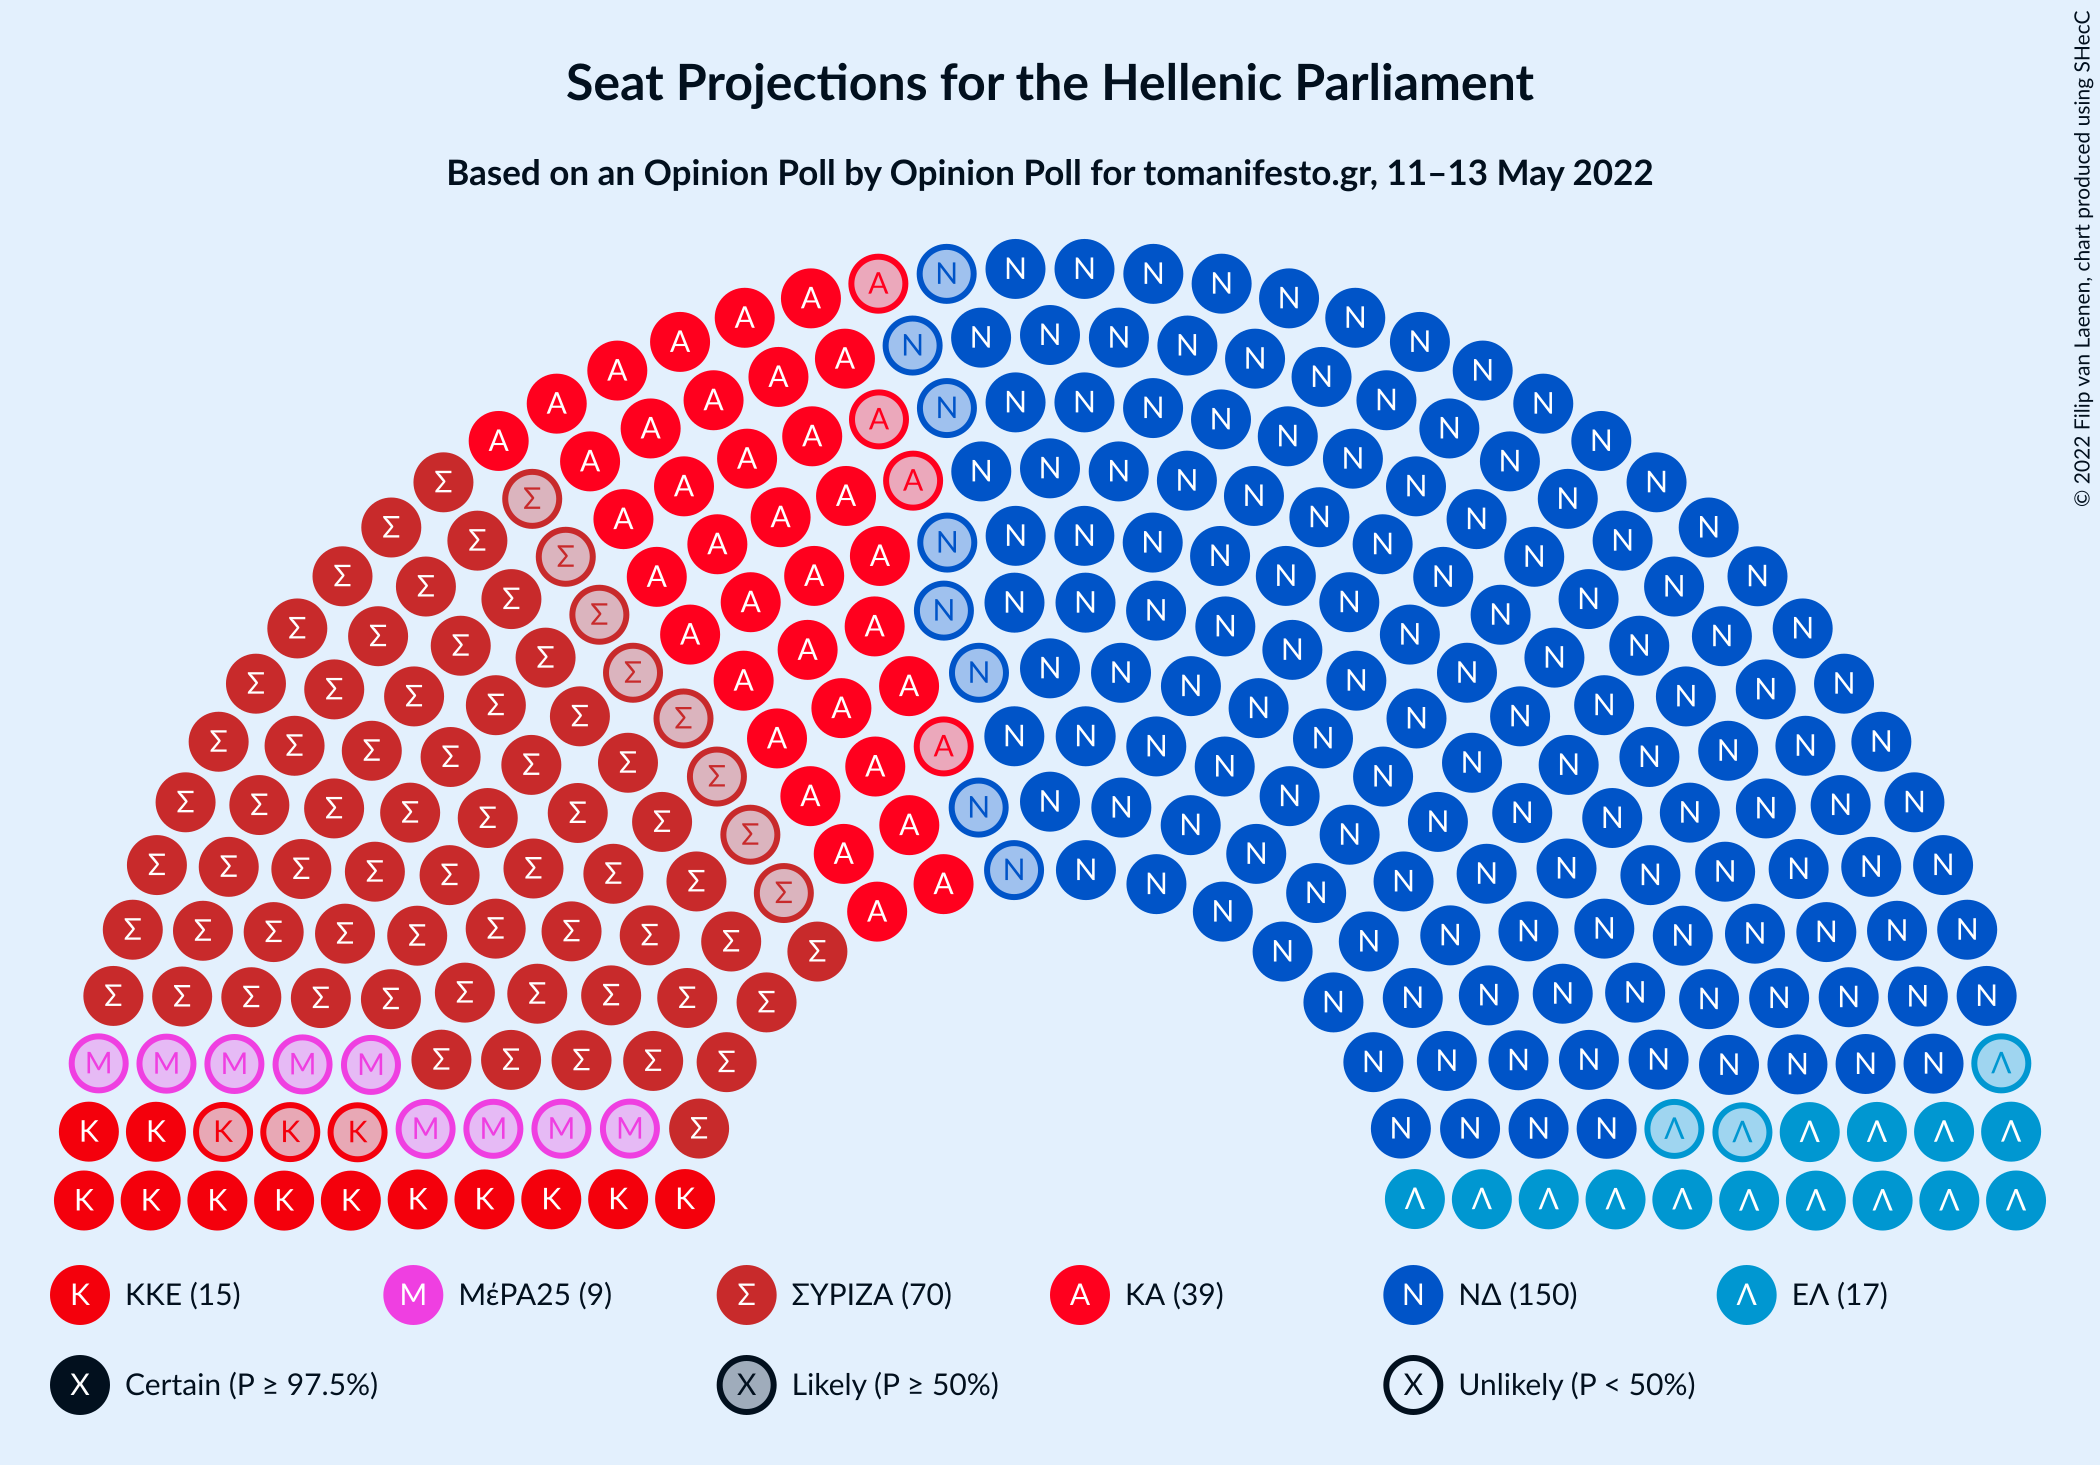 Seat Projections for the Hellenic Parliament
Based on an Opinion Poll by Opinion Poll for tomanifesto.gr, 11–13 May 2022
© 2022 Filip van Laenen, chart produced using SHecC
K ΚΚΕ (15) M ΜέΡΑ25 (9) Σ ΣΥΡΙΖΑ (70) A ΚΑ (39) N ΝΔ (150) Λ ΕΛ (17)
X Certain (P ≥ 97.5%) X Likely (P ≥ 50%) X Unlikely (P < 50%)